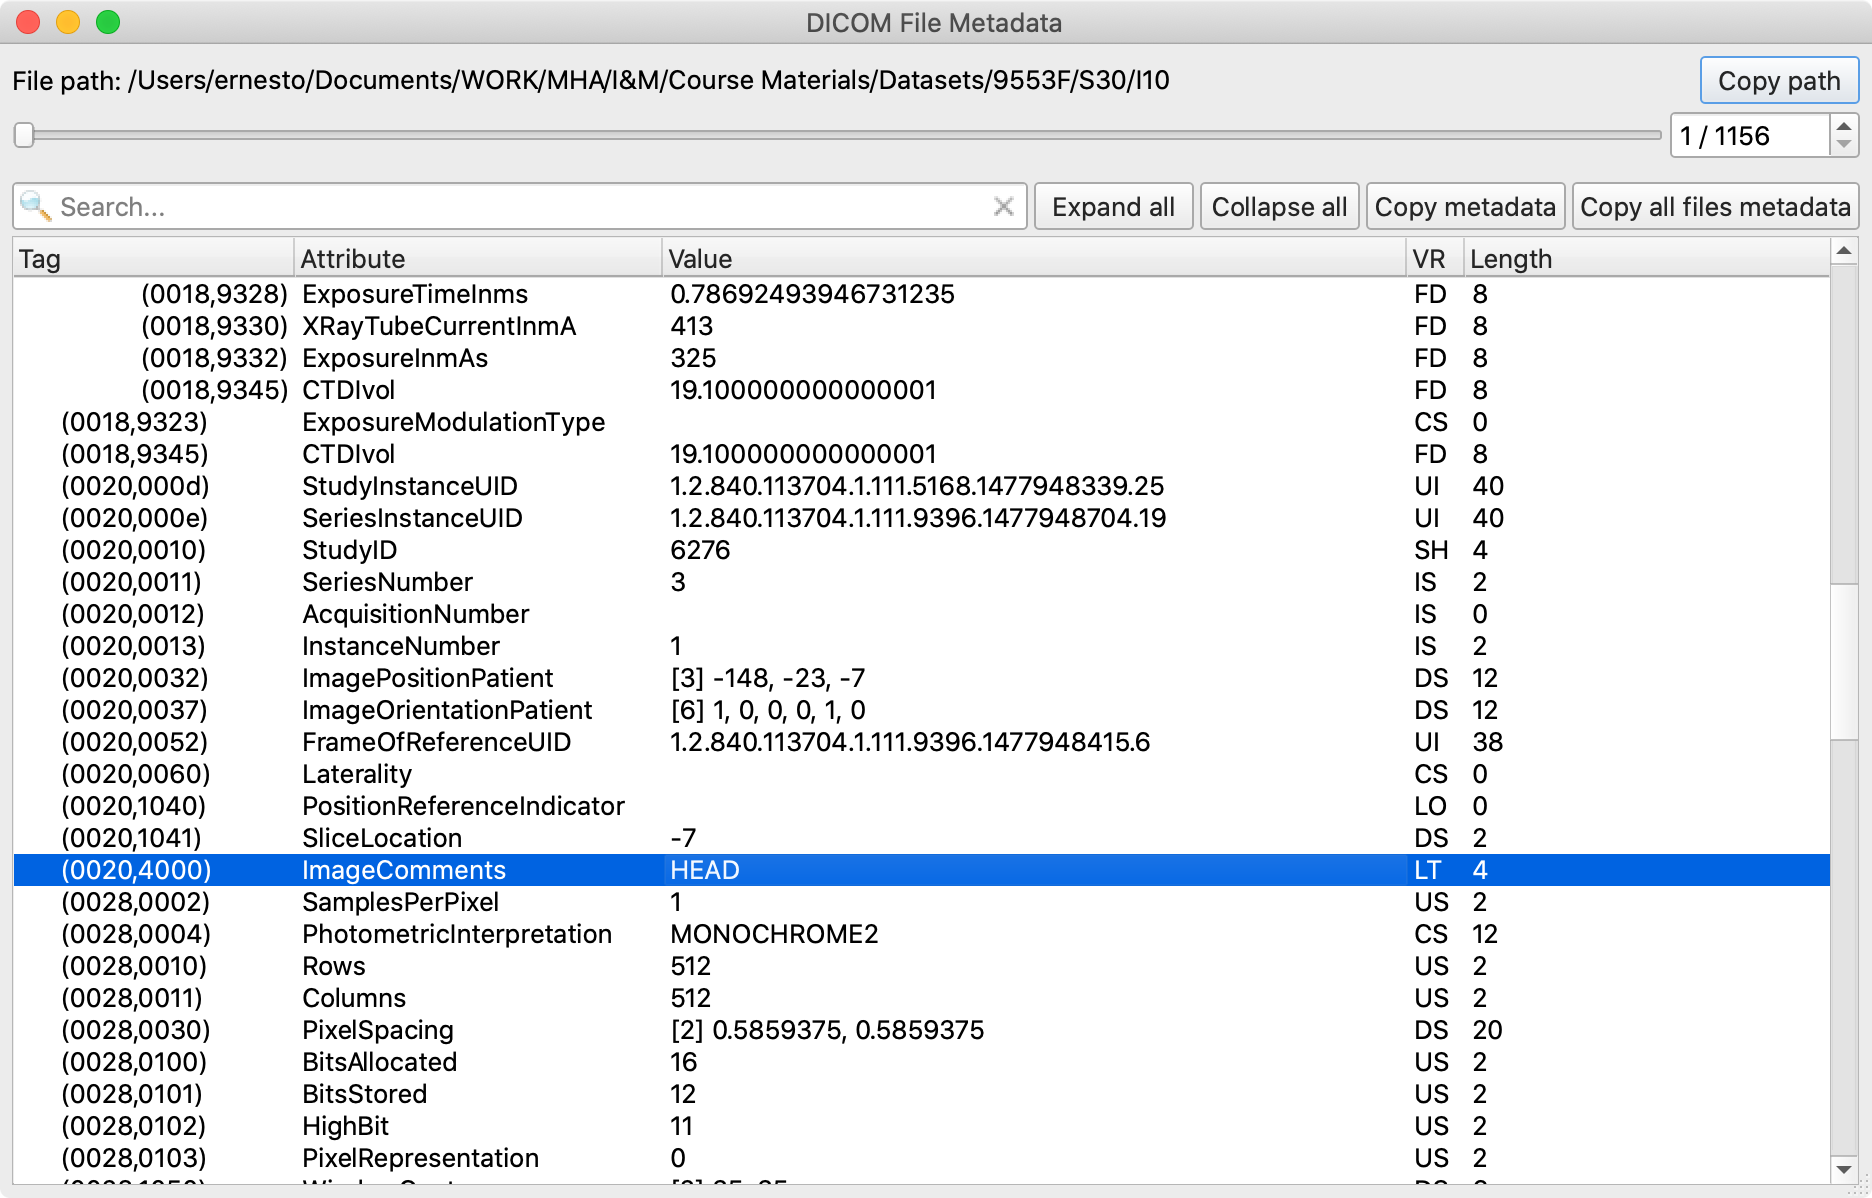 DICOM File Metadata
File path: /Users/ernesto/Documents/WORK/MHA/I&M/Course Materials/Datasets/9553F/S30/I10 Copy path
1 / 1156
Search... Expand all Collapse all Copy metadata Copy all files metadata
Tag Attribute Value VR Length
(0018,9328) ExposureTimeInms 0.78692493946731235 FD 8
(0018,9330) XRayTubeCurrentInmA 413 FD 8
(0018,9332) ExposureInmAs 325 FD 8
(0018,9345) CTDIvol 19.100000000000001 FD 8
(0018,9323) ExposureModulationType CS 0
(0018,9345) CTDIvol 19.100000000000001 FD 8
(0020,000d) StudyInstanceUID 1.2.840.113704.1.111.5168.1477948339.25 UI 40
(0020,000e) SeriesInstanceUID 1.2.840.113704.1.111.9396.1477948704.19 UI 40
(0020,0010) StudyID 6276 SH 4
(0020,0011) SeriesNumber 3 IS 2
(0020,0012) AcquisitionNumber IS 0
(0020,0013) InstanceNumber 1 IS 2
(0020,0032) ImagePositionPatient [3] -148, -23, -7 DS 12
(0020,0037) ImageOrientationPatient [6] 1, 0, 0, 0, 1, 0 DS 12
(0020,0052) FrameOfReferenceUID 1.2.840.113704.1.111.9396.1477948415.6 UI 38
(0020,0060) Laterality CS 0
(0020,1040) PositionReferenceIndicator LO 0
(0020,1041) SliceLocation -7 DS 2
(0020,4000) ImageComments HEAD LT 4
(0028,0002) SamplesPerPixel 1 US 2
(0028,0004) PhotometricInterpretation MONOCHROME2 CS 12
(0028,0010) Rows 512 US 2
(0028,0011) Columns 512 US 2
(0028,0030) PixelSpacing [2] 0.5859375, 0.5859375 DS 20
(0028,0100) BitsAllocated 16 US 2
(0028,0101) BitsStored 12 US 2
(0028,0102) HighBit 11 US 2
(0028,0103) PixelRepresentation 0 US 2